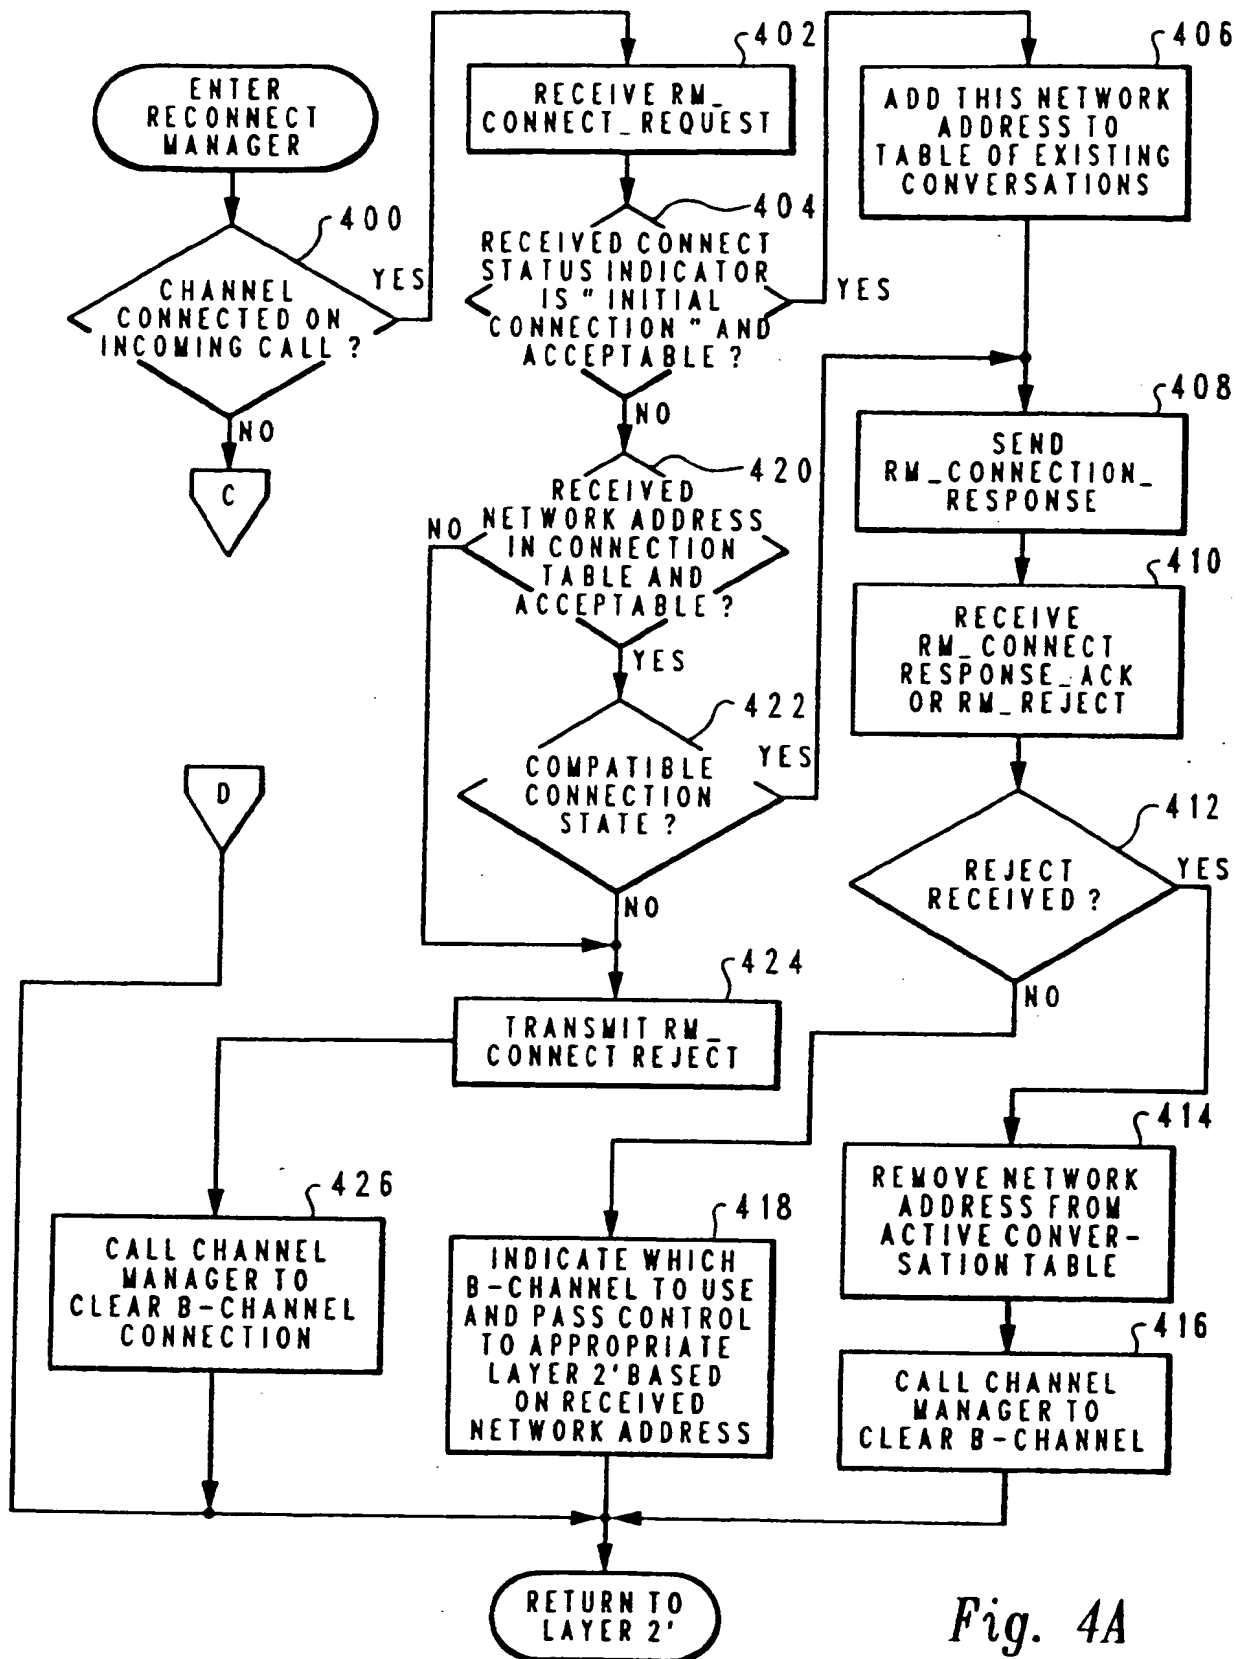 ENTER
RECONNECT
MANAGER
400
CHANNEL
CONNECTED ON
INCOMING CALL ?
YES
NO
C
402
RECEIVE RM_
CONNECT_REQUEST
404
RECEIVED CONNECT
STATUS INDICATOR
IS " INITIAL
CONNECTION " AND
ACCEPTABLE ?
YES
NO
406
ADD THIS NETWORK
ADDRESS TO
TABLE OF EXISTING
CONVERSATIONS
408
SEND
RM_CONNECTION_
RESPONSE
420
RECEIVED
NETWORK ADDRESS
IN CONNECTION
TABLE AND
ACCEPTABLE ?
NO
YES
410
RECEIVE
RM_CONNECT
RESPONSE_ACK
OR RM_REJECT
422
COMPATIBLE
CONNECTION
STATE ?
YES
NO
D
412
REJECT
RECEIVED ?
YES
NO
424
TRANSMIT RM_
CONNECT REJECT
414
REMOVE NETWORK
ADDRESS FROM
ACTIVE CONVER-
SATION TABLE
426
CALL CHANNEL
MANAGER TO
CLEAR B-CHANNEL
CONNECTION
418
INDICATE WHICH
B-CHANNEL TO USE
AND PASS CONTROL
TO APPROPRIATE
LAYER 2' BASED
ON RECEIVED
NETWORK ADDRESS
416
CALL CHANNEL
MANAGER TO
CLEAR B-CHANNEL
RETURN TO
LAYER 2'
Fig. 4A